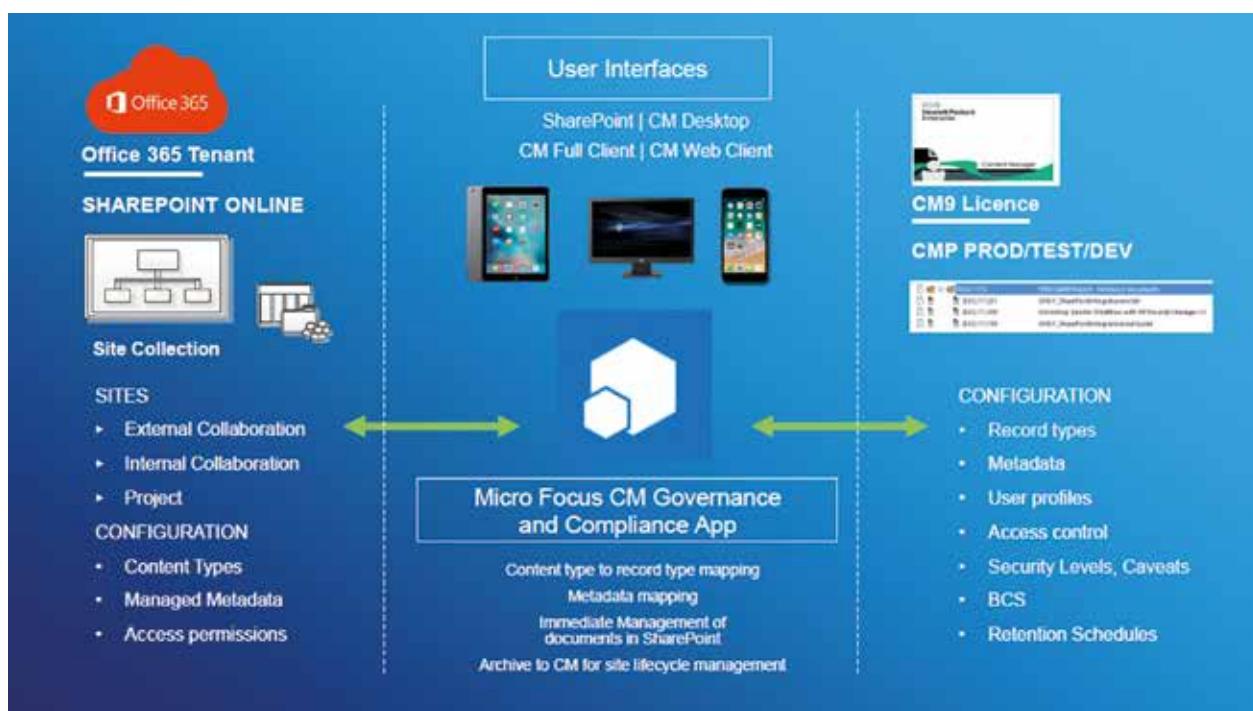 Office 365
Office 365 Tenant
SHAREPOINT ONLINE
Site Collection
SITES
External Collaboration
Internal Collaboration
Project
CONFIGURATION
Content Types
Managed Metadata
Access permissions
User Interfaces
SharePoint | CM Desktop
CM Full Client | CM Web Client
Micro Focus CM Governance
and Compliance App
Content type to record type mapping
Metadata mapping
Immediate Management of
documents in SharePoint
Archive to CM for site lifecycle management
Hewlett Packard
Enterprise
Content Manager
CM9 Licence
CMP PROD/TEST/DEV
CONFIGURATION
Record types
Metadata
User profiles
Access control
Security Levels, Caveats
BCS
Retention Schedules